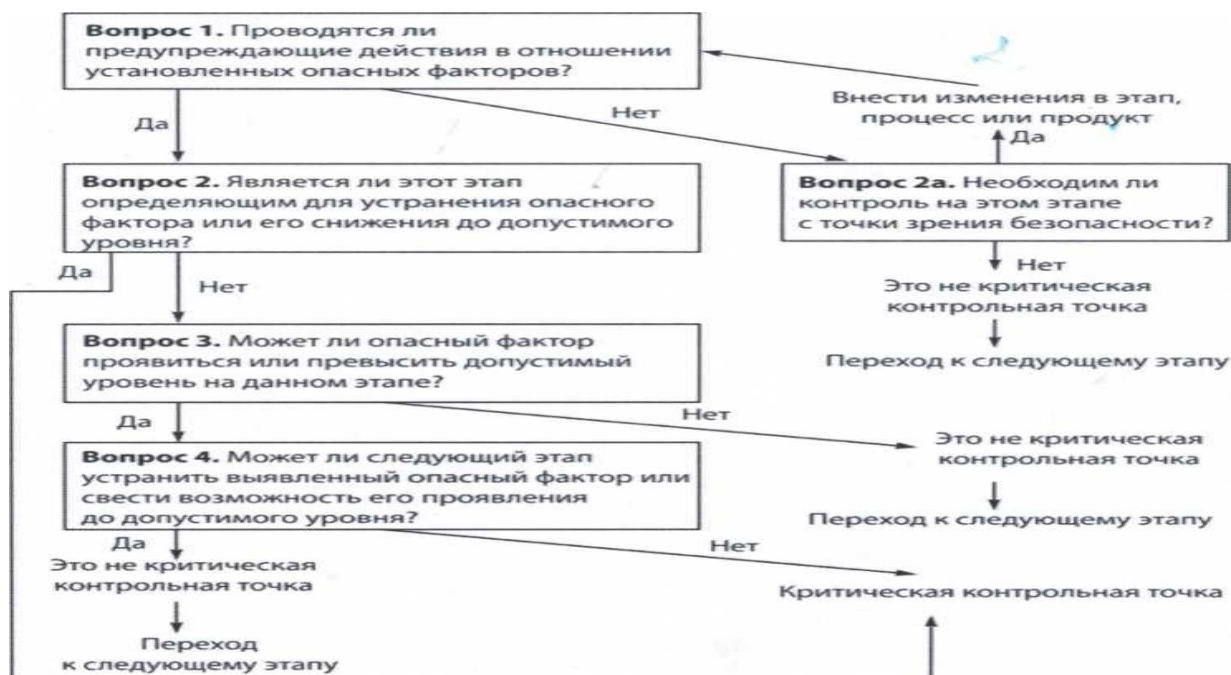 Вопрос 1. Проводятся ли
предупреждающие действия в отношении
установленных опасных факторов?
Да
Нет
Внести изменения в этап,
процесс или продукт
Да
Вопрос 2. Является ли этот этап
определяющим для устранения опасного
фактора или его снижения до допустимого
уровня?
Вопрос 2а. Необходим ли
контроль на этом этапе
с точки зрения безопасности?
Да
Нет
Нет
Это не критическая
контрольная точка
Переход к следующему этапу
Вопрос 3. Может ли опасный фактор
проявиться или превысить допустимый
уровень на данном этапе?
Да
Нет
Это не критическая
контрольная точка
Переход к следующему этапу
Вопрос 4. Может ли следующий этап
устранить выявленный опасный фактор или
свести возможность его проявления
до допустимого уровня?
Да
Нет
Это не критическая
контрольная точка
Критическая контрольная точка
Переход
к следующему этапу